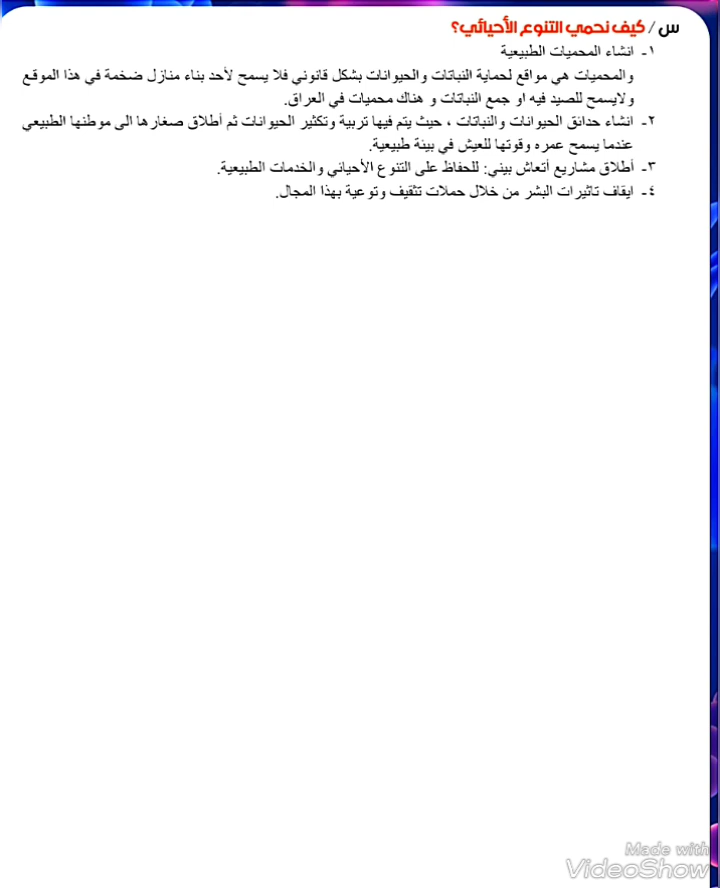 س / كيف نحمي التنوع الأحيائي؟
١- انشاء المحميات الطبيعية
والمحميات هي مواقع لحماية النباتات والحيوانات بشكل قانوني فلا يسمح لأحد بناء منازل ضخمة في هذا الموقع
ولايسمح للصيد فيه او جمع النباتات و هناك محميات في العراق.
٢- انشاء حدائق الحيوانات والنباتات ، حيث يتم فيها تربية وتكثير الحيوانات ثم أطلاق صغارها الى موطنها الطبيعي
عندما يسمح عمره وقوتها للعيش في بيئة طبيعية.
٣- أطلاق مشاريع أتعاش بيئي: للحفاظ على التنوع الأحيائي والخدمات الطبيعية.
٤- ايقاف تاثيرات البشر من خلال حملات تثقيف وتوعية بهذا المجال.
Made with
VideoShow